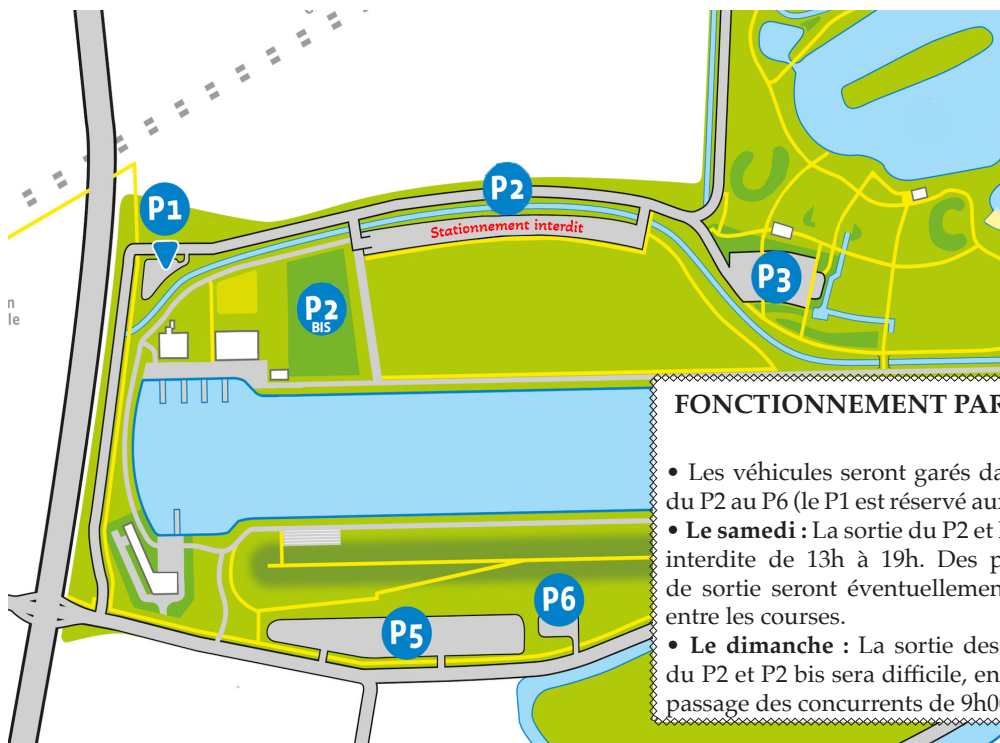 P1
P2
Stationnement interdit
P3
P2
BIS
n
le
FONCTIONNEMENT PAR
• Les véhicules seront garés da
du P2 au P6 (le P1 est réservé aux
• Le samedi : La sortie du P2 et
interdite de 13h à 19h. Des p
de sortie seront éventuellement
entre les courses.
• Le dimanche : La sortie des
du P2 et P2 bis sera difficile, en
passage des concurrents de 9h0
P6
P5